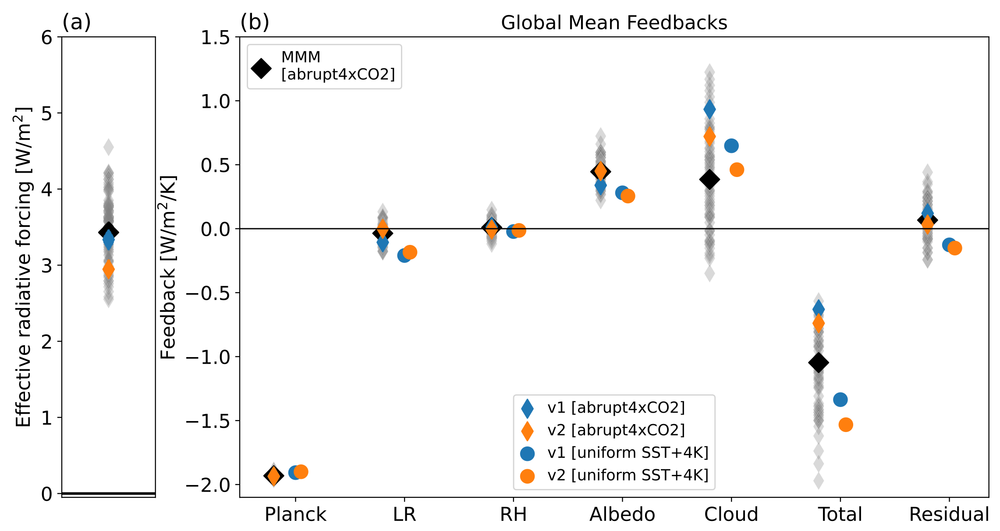 (a)
6
5
4
3
2
1
0
Effective radiative forcing [W/m²]
(b)
Global Mean Feedbacks
1.5
1.0
0.5
0.0
−0.5
−1.0
−1.5
−2.0
Feedback [W/m²/K]
MMM
[abrupt4xCO2]
v1 [abrupt4xCO2]
v2 [abrupt4xCO2]
v1 [uniform SST+4K]
v2 [uniform SST+4K]
Planck LR RH Albedo Cloud Total Residual